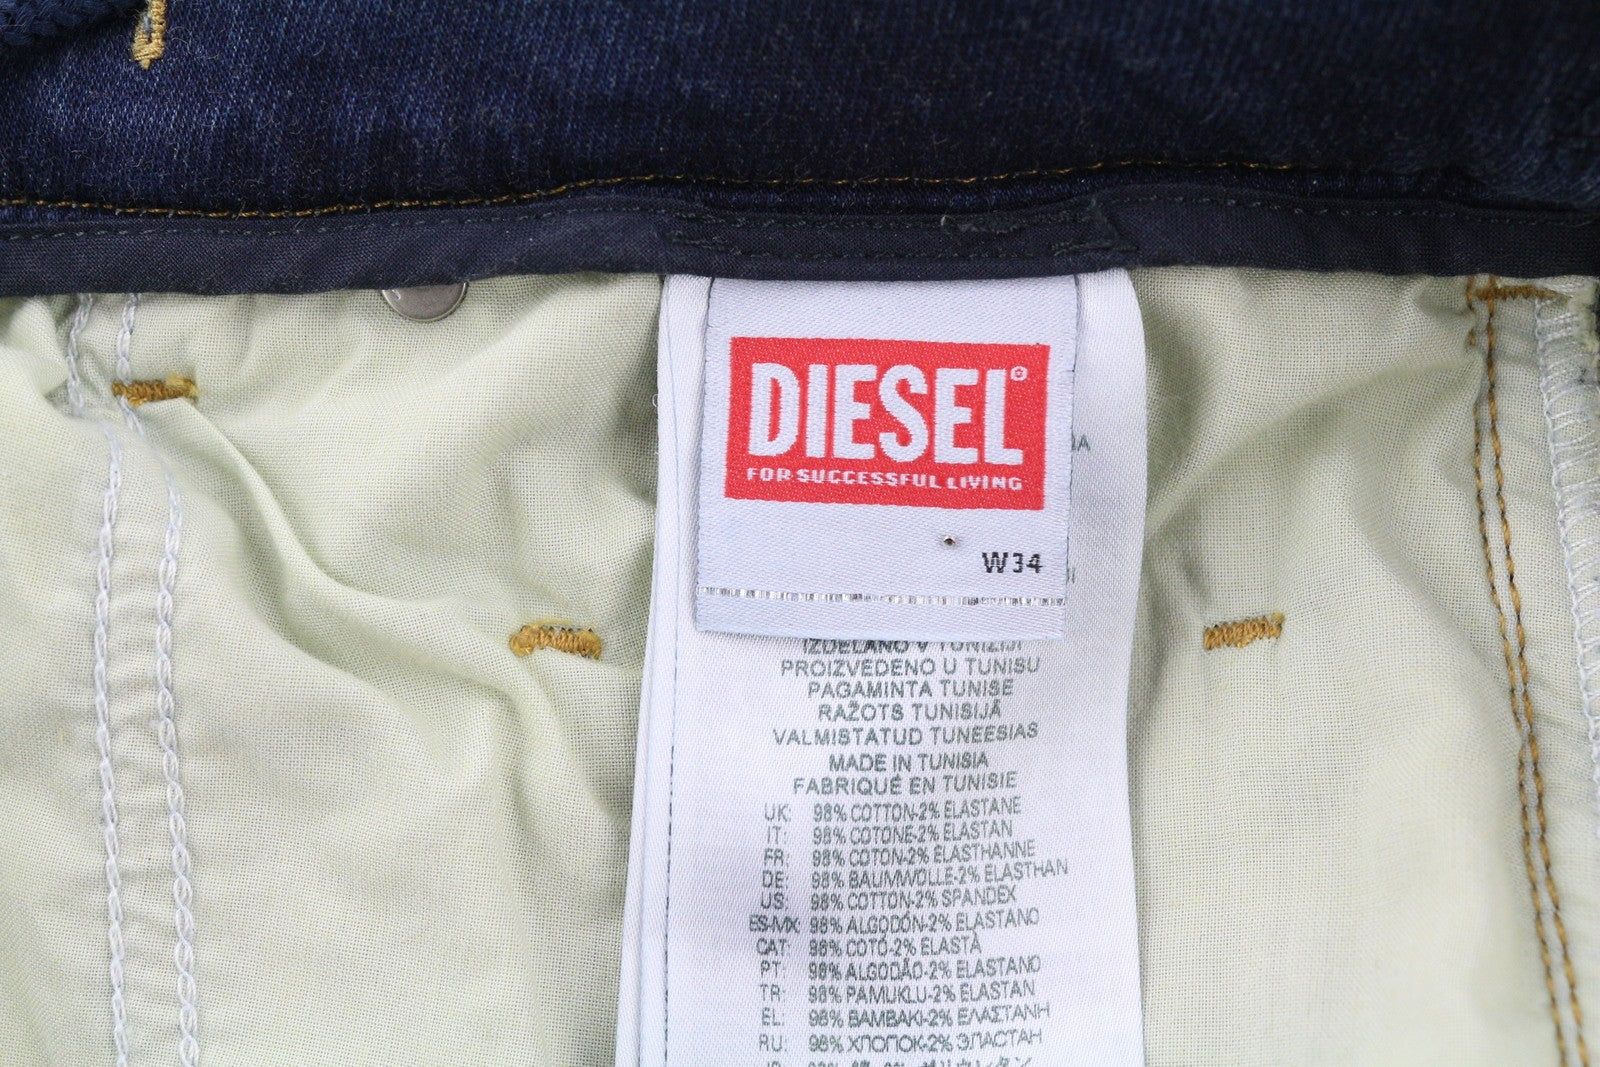 DIESEL®
FOR SUCCESSFUL LIVING
W34
IZDELANO V TUNIZIJI
PROIZVEDENO U TUNISU
PAGAMINTA TUNISE
RAŽOTS TUNISIJĀ
VALMISTATUD TUNEESIAS
MADE IN TUNISIA
FABRIQUÉ EN TUNISIE
UK: 98% COTTON-2% ELASTANE
IT: 98% COTONE-2% ELASTAN
FR: 98% COTON-2% ELASTHANNE
DE: 98% BAUMWOLLE-2% ELASTHAN
US: 98% COTTON-2% SPANDEX
ES-MX: 98% ALGODÓN-2% ELASTANO
CAT: 98% COTÓ-2% ELASTÀ
PT: 98% ALGODÃO-2% ELASTANO
TR: 98% PAMUKLU-2% ELASTAN
EL: 98% ΒΑΜΒΑΚΙ-2% ΕΛΑΣΤΑΝΗ
RU: 98% ХЛОПОК-2% ЭЛАСТАН